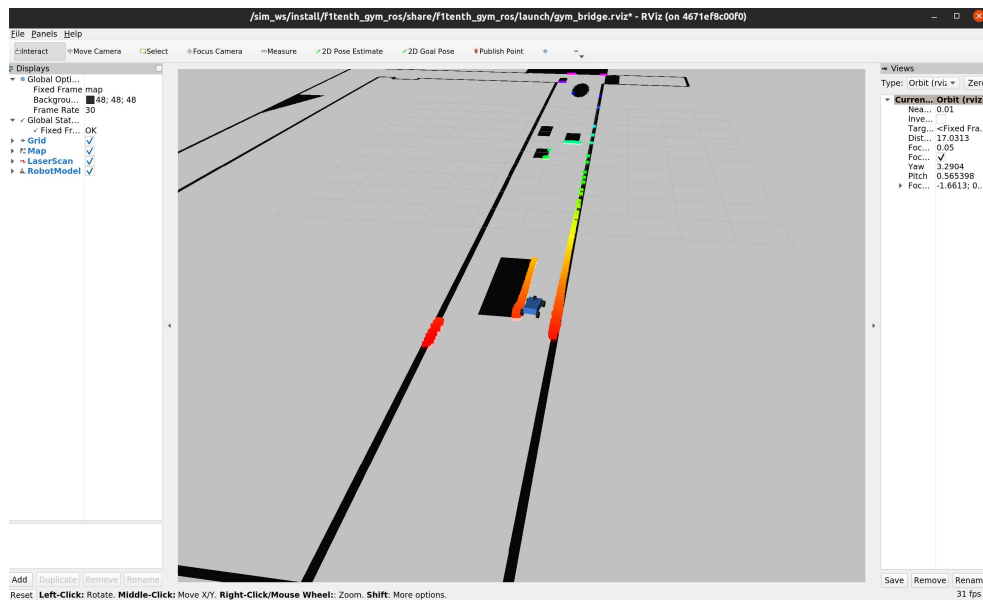 /sim_ws/install/f1tenth_gym_ros/share/f1tenth_gym_ros/launch/gym_bridge.rviz* - RViz (on 4671ef8c00f0)
File Panels Help
Interact Move Camera Select Focus Camera Measure 2D Pose Estimate 2D Goal Pose Publish Point
Displays
Global Opti...
Fixed Frame map
Backgrou... 48; 48; 48
Frame Rate 30
Global Stat...
Fixed Fr... OK
Grid
Map
LaserScan
RobotModel
Add Duplicate Remove Rename
Views
Type: Orbit (rviz Zero
Curren... Orbit (rviz
Nea... 0.01
Inve...
Targ... <Fixed Fra...
Dist... 17.0313
Foc... 0.05
Foc...
Yaw 3.2904
Pitch 0.565398
Foc... -1.6613; 0...
Save Remove Renam
Reset Left-Click: Rotate. Middle-Click: Move X/Y. Right-Click/Mouse Wheel:: Zoom. Shift: More options.
31 fps